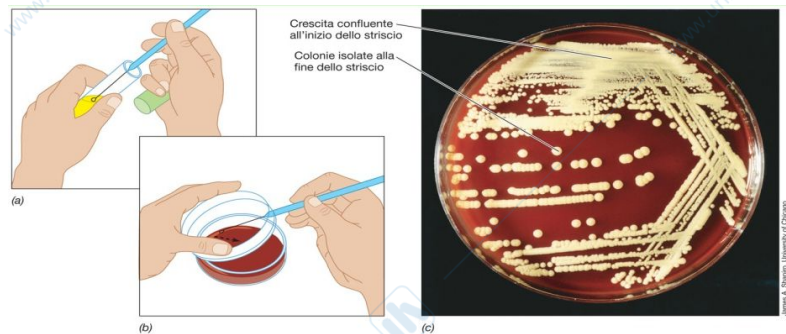 Crescita confluente
all'inizio dello striscio
Colonie isolate alla
fine dello striscio
(a)
(b)
(c)
James A. Shapiro, University of Chicago